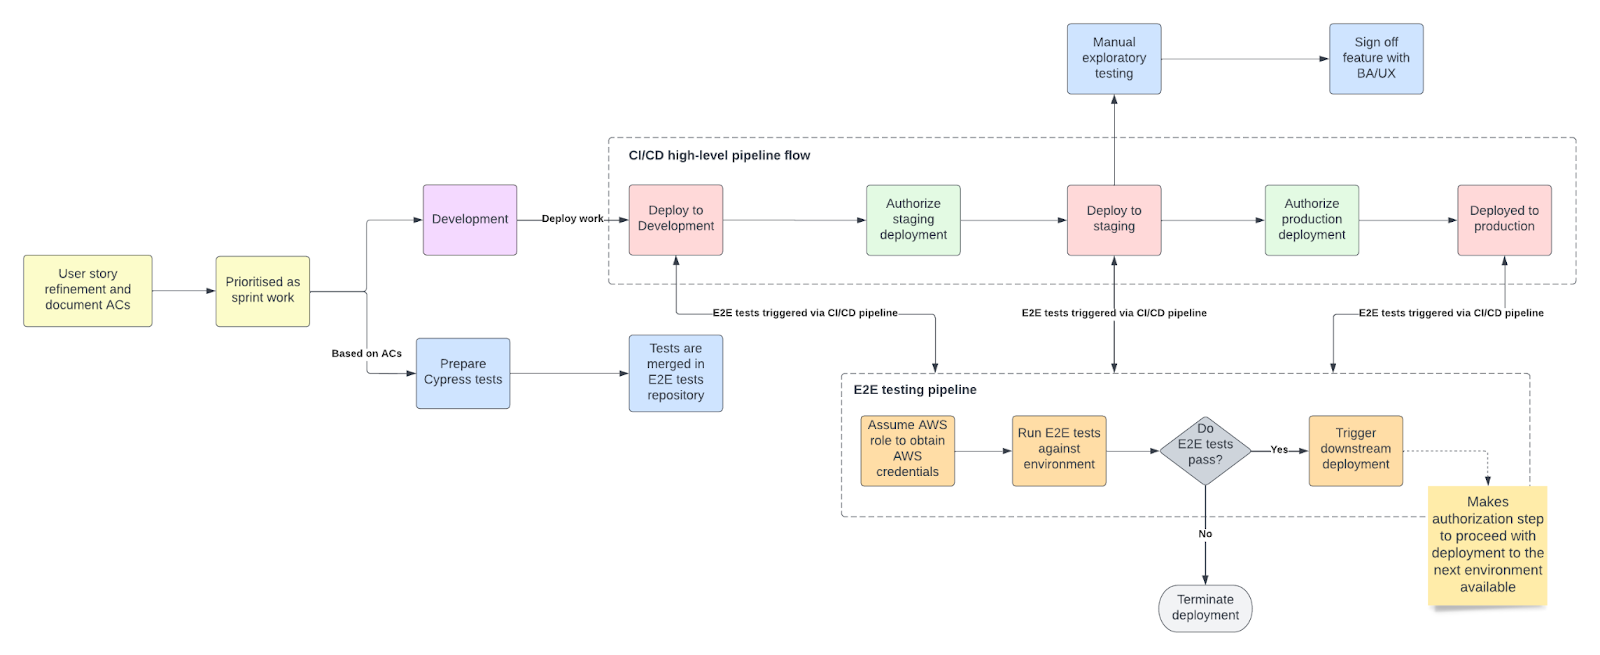 Manual
exploratory
testing
Sign off
feature with
BA/UX
CI/CD high-level pipeline flow
Development
Deploy work
Deploy to
Development
Authorize
staging
deployment
Deploy to
staging
Authorize
production
deployment
Deployed to
production
User story
refinement and
document ACs
Prioritised as
sprint work
Based on ACs
Prepare
Cypress tests
Tests are
merged in
E2E tests
repository
E2E tests triggered via CI/CD pipeline
E2E tests triggered via CI/CD pipeline
E2E tests triggered via CI/CD pipeline
E2E testing pipeline
Assume AWS
role to obtain
AWS
credentials
Run E2E tests
against
environment
Do
E2E tests
pass?
Yes
Trigger
downstream
deployment
No
Terminate
deployment
Makes
authorization step
to proceed with
deployment to the
next environment
available